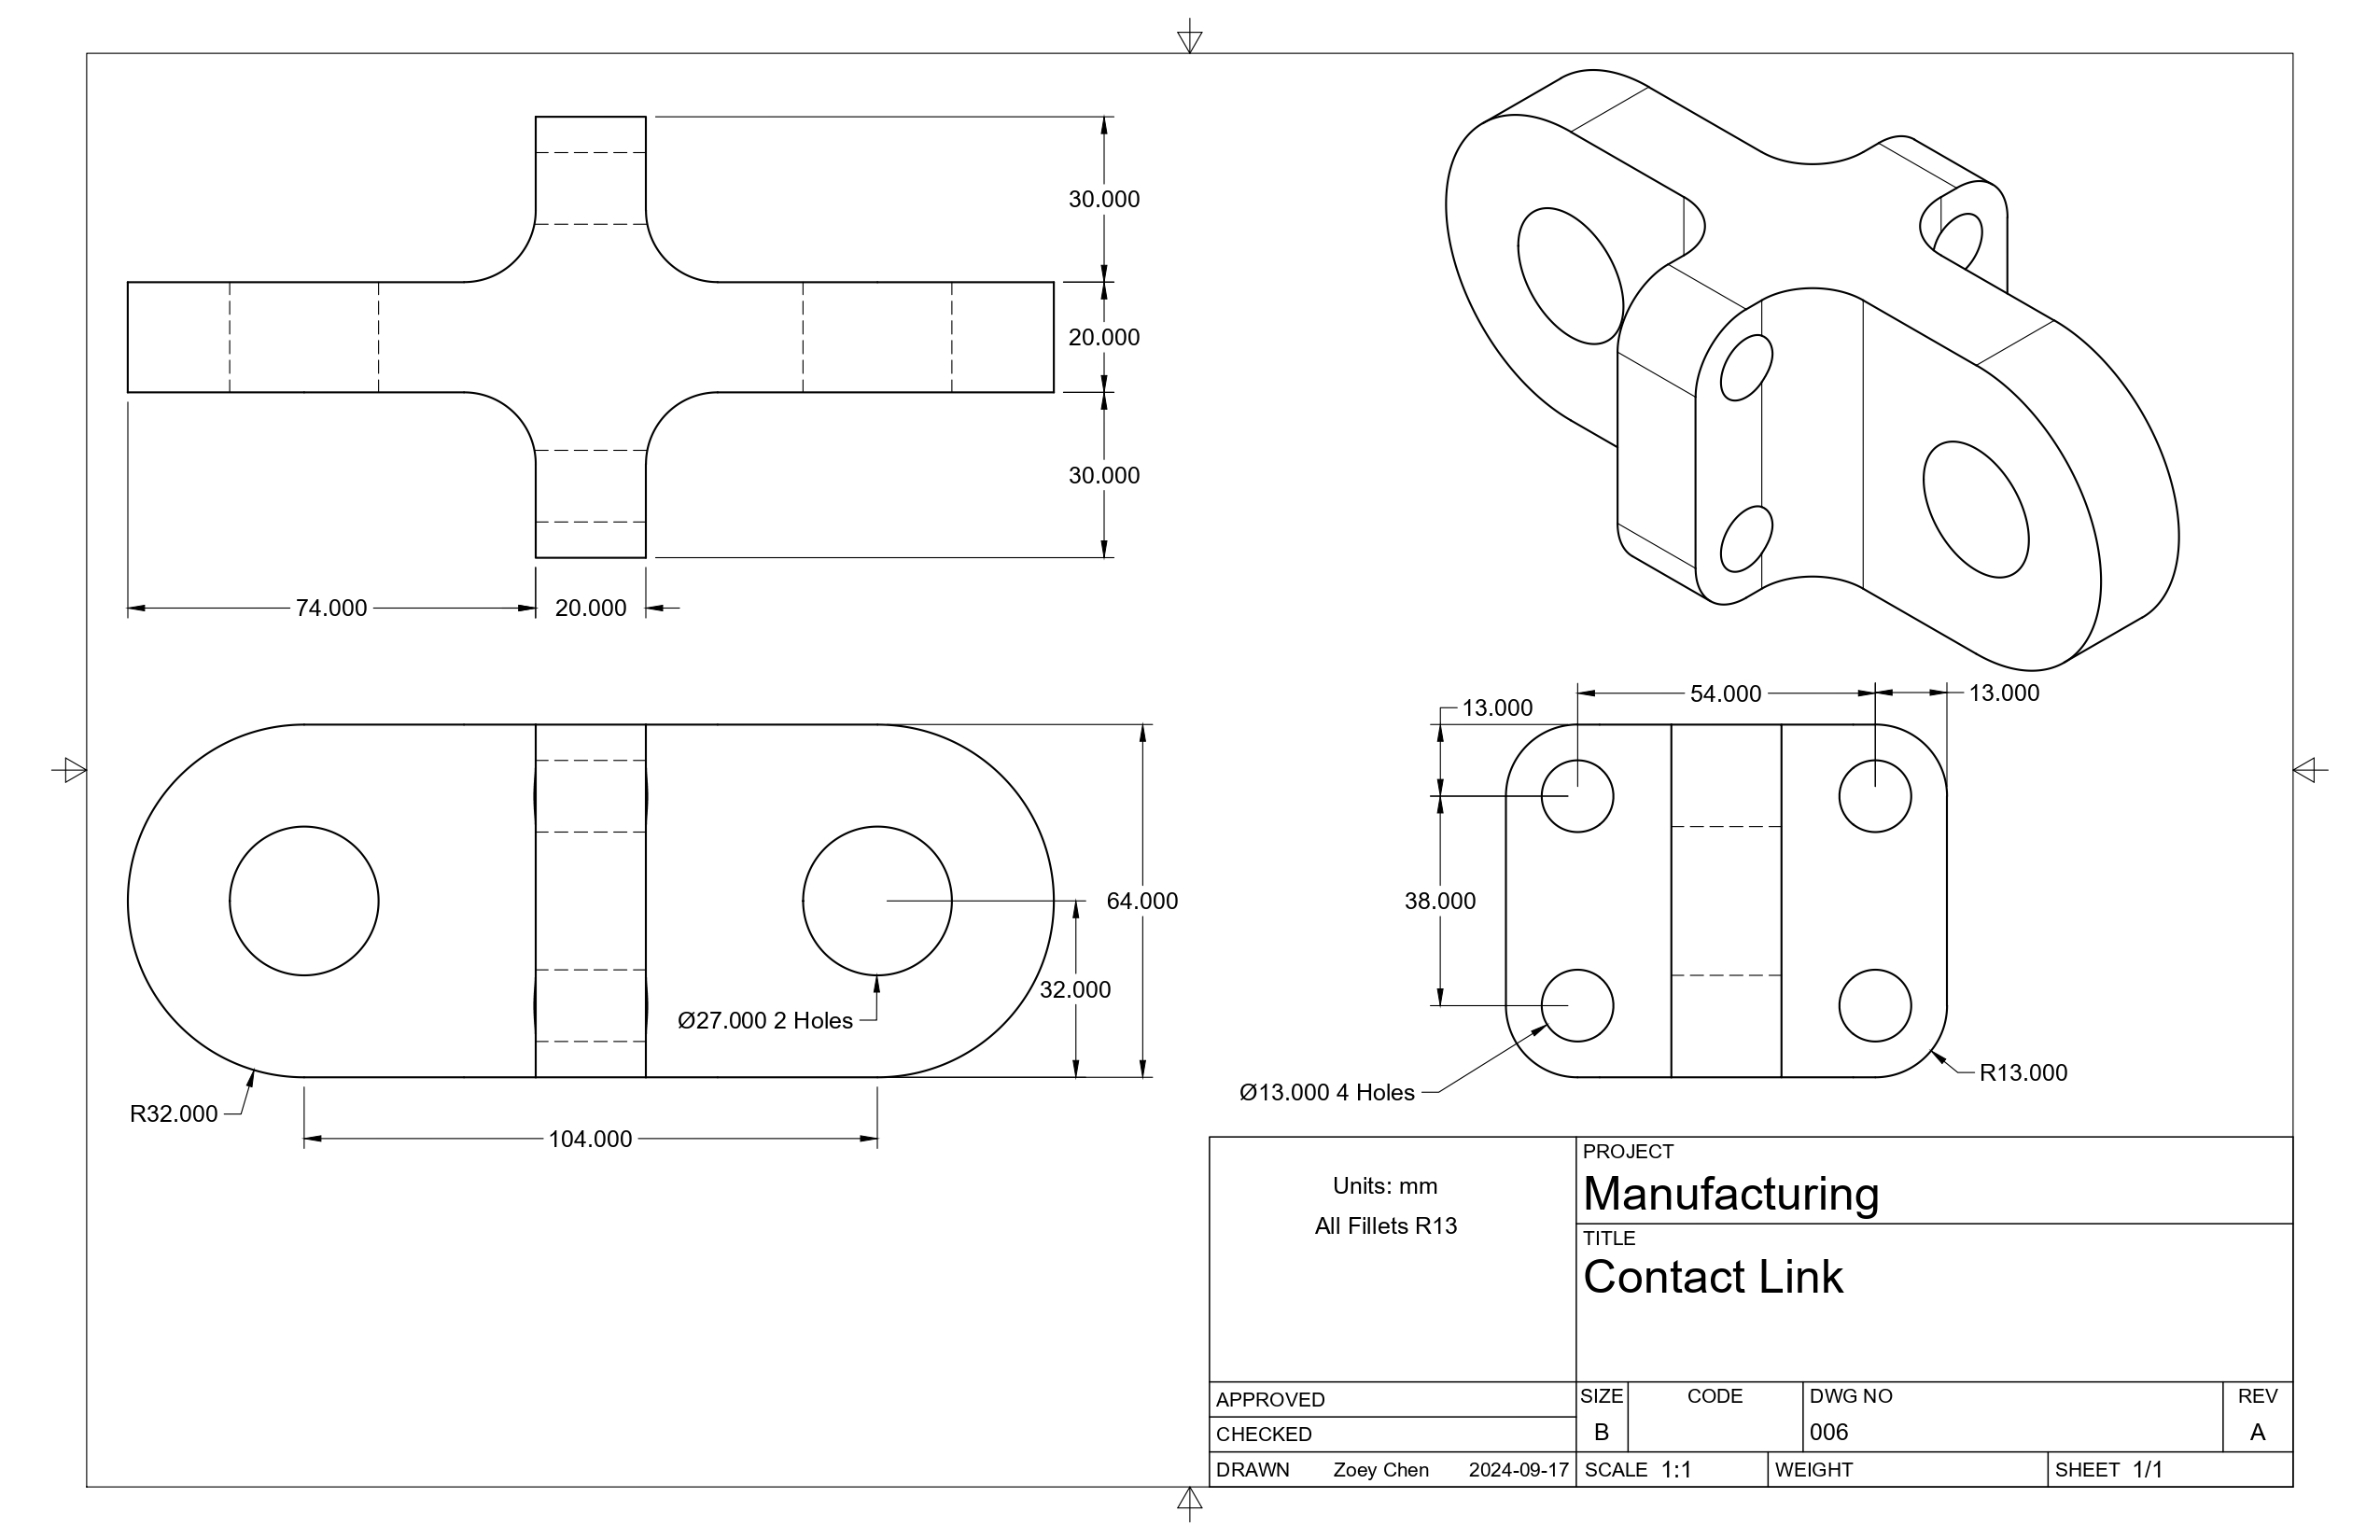 30.000
20.000
30.000
74.000
20.000
13.000
54.000
13.000
64.000
38.000
32.000
Ø27.000 2 Holes
R32.000
104.000
Ø13.000 4 Holes
R13.000
Units: mm
All Fillets R13
PROJECT
Manufacturing
TITLE
Contact Link
APPROVED
CHECKED
DRAWN Zoey Chen 2024-09-17
SIZE
B
CODE
DWG NO
006
REV
A
SCALE 1:1
WEIGHT
SHEET 1/1